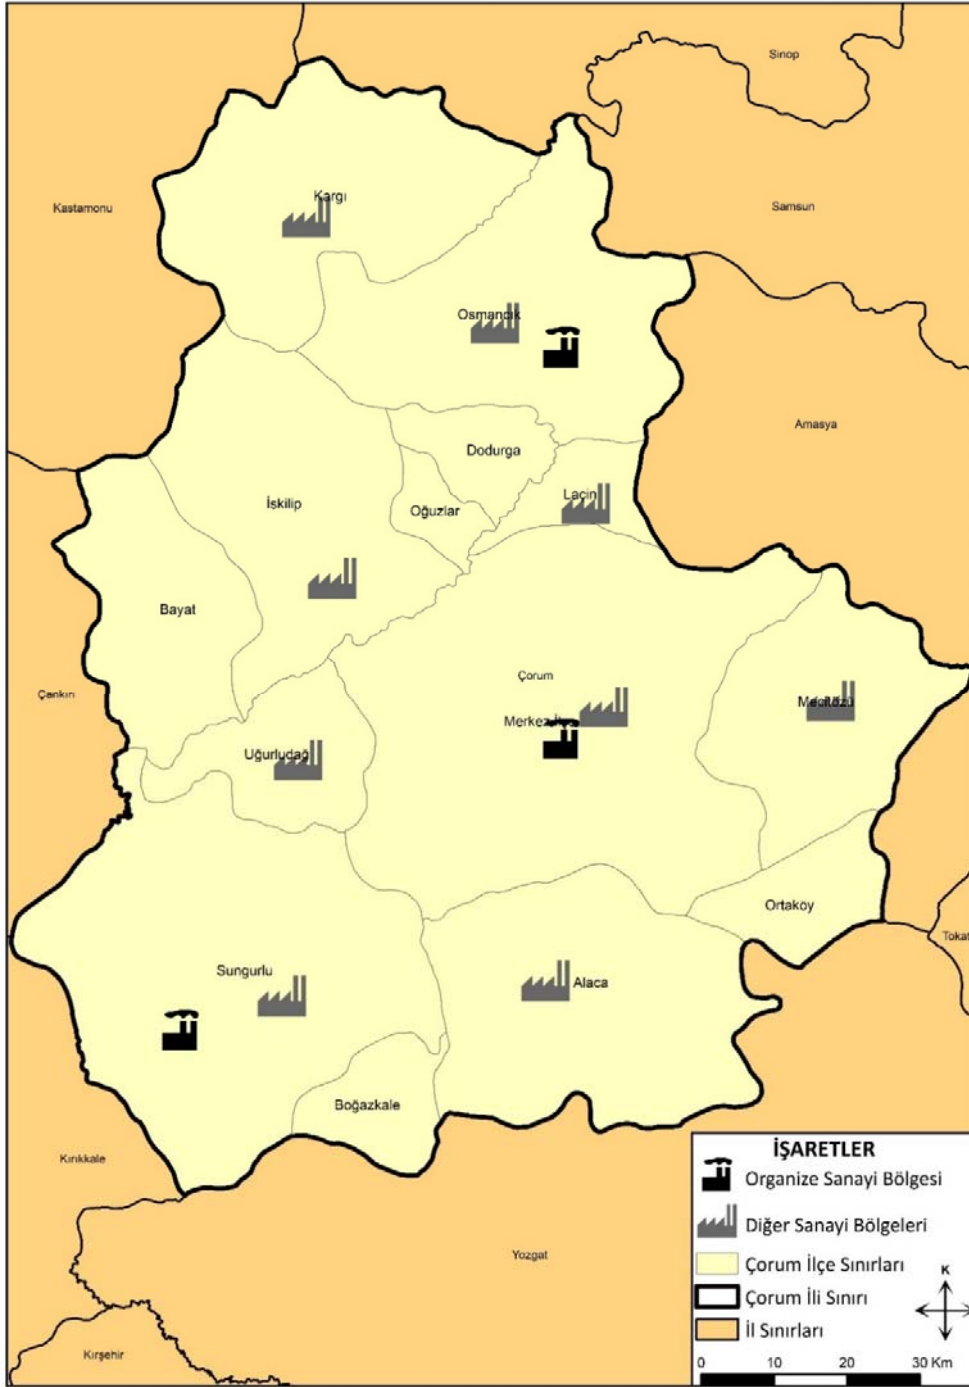 Sinop
Kargı
Kastamonu
Samsun
Osmancık
Amasya
Dodurga
Laçin
İskilip
Oğuzlar
Bayat
Çorum
Çankırı
Mecitözü
Merkez İlçe
Uğurludağ
Ortaköy
Tokat
Sungurlu
Alaca
Boğazkale
Kırıkkale
Yozgat
Kırşehir
İŞARETLER
Organize Sanayi Bölgesi
Diğer Sanayi Bölgeleri
Çorum İlçe Sınırları
K
Çorum İli Sınırı
İl Sınırları
0 10 20 30 Km